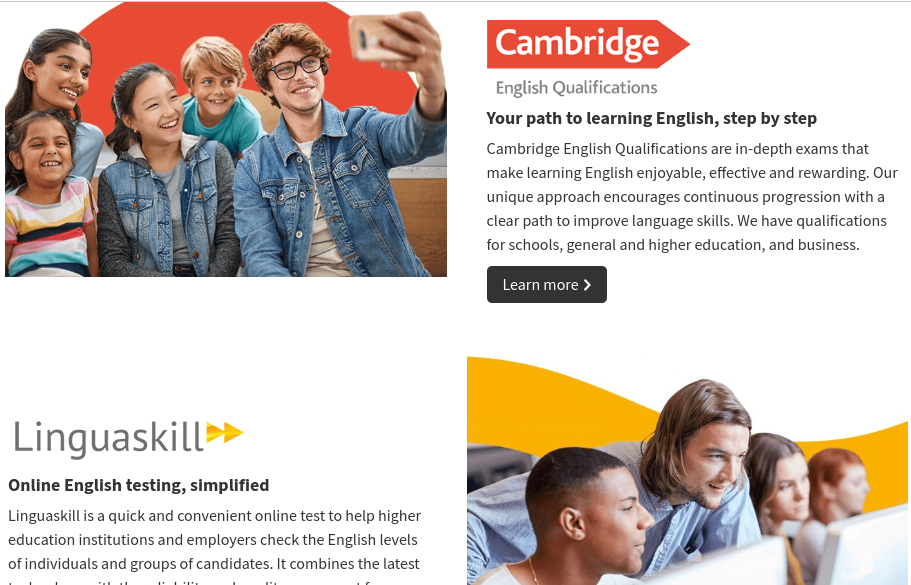 Cambridge
English Qualifications
Your path to learning English, step by step
Cambridge English Qualifications are in-depth exams that
make learning English enjoyable, effective and rewarding. Our
unique approach encourages continuous progression with a
clear path to improve language skills. We have qualifications
for schools, general and higher education, and business.
Learn more
Linguaskill
Online English testing, simplified
Linguaskill is a quick and convenient online test to help higher
education institutions and employers check the English levels
of individuals and groups of candidates. It combines the latest